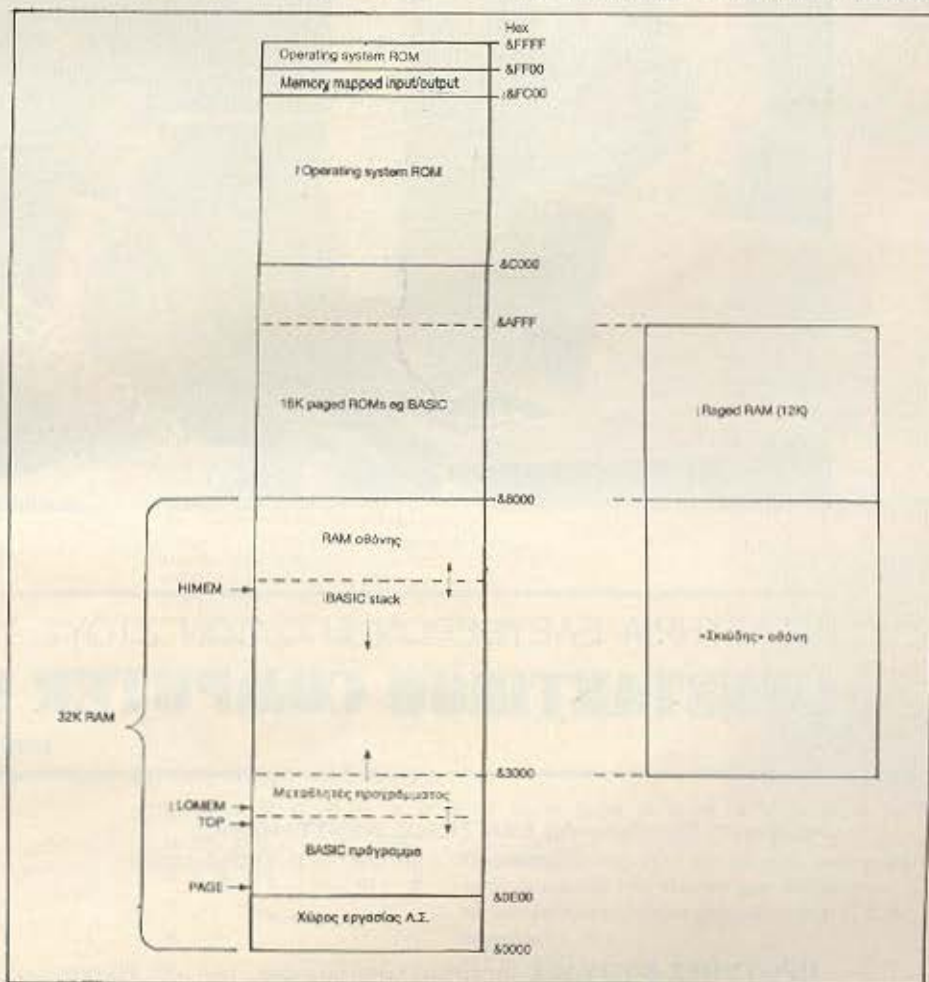 Hex
&FFFF
Operating system ROM
&FF00
Memory mapped input/output
&FC00
Operating system ROM
&C000
&AFFF
16K paged ROMs eg BASIC
Raged RAM (12K)
&8000
RAM οθόνης
HIMEM
BASIC stack
«Σκιώδης» οθόνη
32K RAM
&3000
Μεταβλητές προγράμματος
LOMEM
TOP
BASIC πρόγραμμα
PAGE
&0E00
Χώρος εργασίας Λ.Σ.
&0000